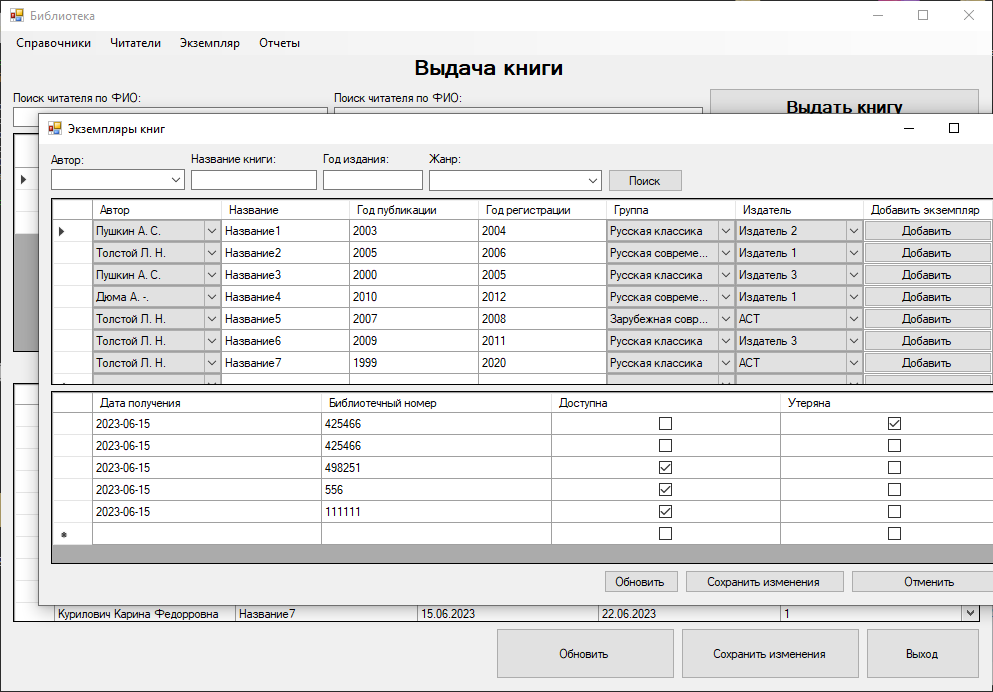 Библиотека
Справочники Читатели Экземпляр Отчеты
Выдача книги
Поиск читателя по ФИО: Поиск читателя по ФИО:
Выдать книгу
Экземпляры книг
Автор: Название книги: Год издания: Жанр:
Поиск
Автор Название Год публикации Год регистрации Группа Издатель Добавить экземпляр
Пушкин А. С. Название1 2003 2004 Русская классика Издатель 2 Добавить
Толстой Л. Н. Название2 2005 2006 Русская совреме... Издатель 1 Добавить
Пушкин А. С. Название3 2000 2005 Русская классика Издатель 3 Добавить
Дюма А. -. Название4 2010 2012 Русская совреме... Издатель 1 Добавить
Толстой Л. Н. Название5 2007 2008 Зарубежная совр... АСТ Добавить
Толстой Л. Н. Название6 2009 2011 Русская классика Издатель 3 Добавить
Толстой Л. Н. Название7 1999 2020 Русская классика АСТ Добавить
Дата получения Библиотечный номер Доступна Утеряна
2023-06-15 425466
2023-06-15 425466
2023-06-15 498251
2023-06-15 556
2023-06-15 111111
Обновить Сохранить изменения Отменить
Курилович Карина Федорровна Название7 15.06.2023 22.06.2023 1
Обновить Сохранить изменения Выход